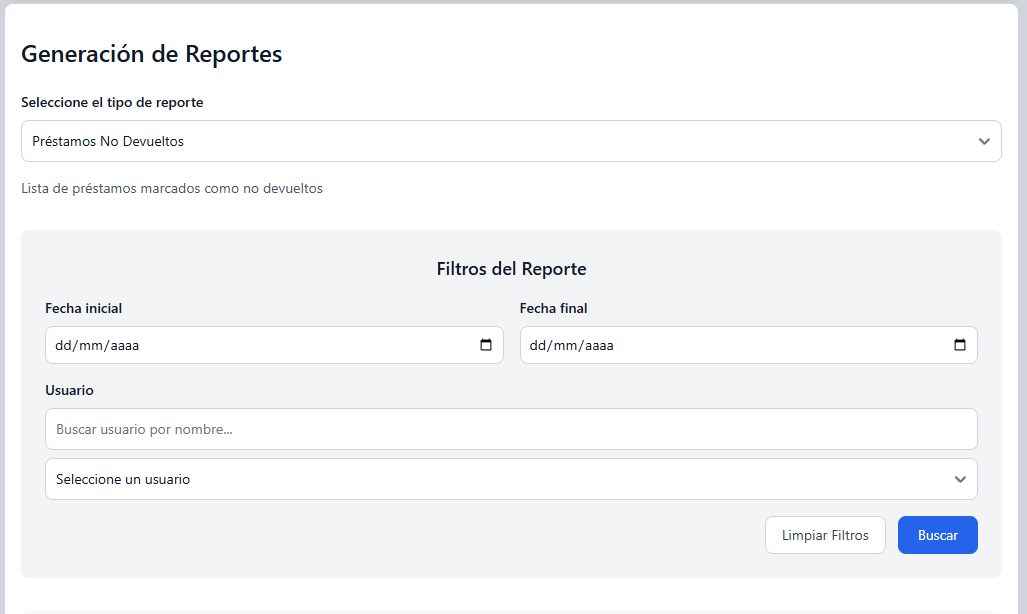 Generación de Reportes
Seleccione el tipo de reporte
Préstamos No Devueltos
Lista de préstamos marcados como no devueltos
Filtros del Reporte
Fecha inicial
Fecha final
dd/mm/aaaa
dd/mm/aaaa
Usuario
Buscar usuario por nombre...
Seleccione un usuario
Limpiar Filtros
Buscar